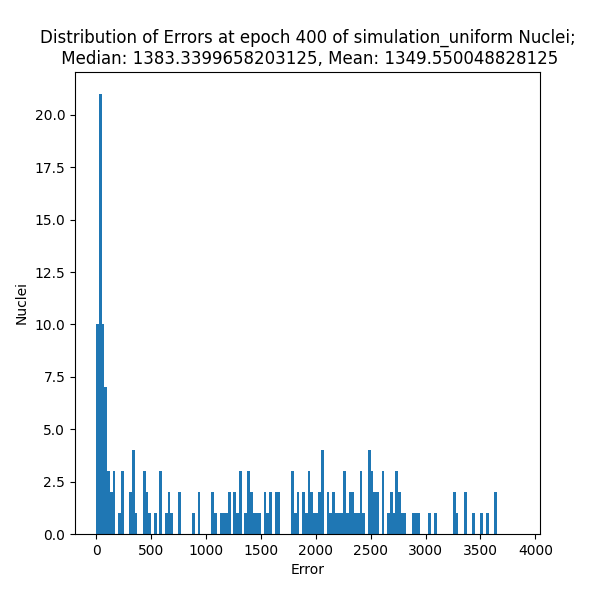 Distribution of Errors at epoch 400 of simulation_uniform Nuclei;
Median: 1383.3399658203125, Mean: 1349.550048828125
20.0
17.5
15.0
12.5
10.0
7.5
5.0
2.5
0.0
Nuclei
0 500 1000 1500 2000 2500 3000 3500 4000
Error